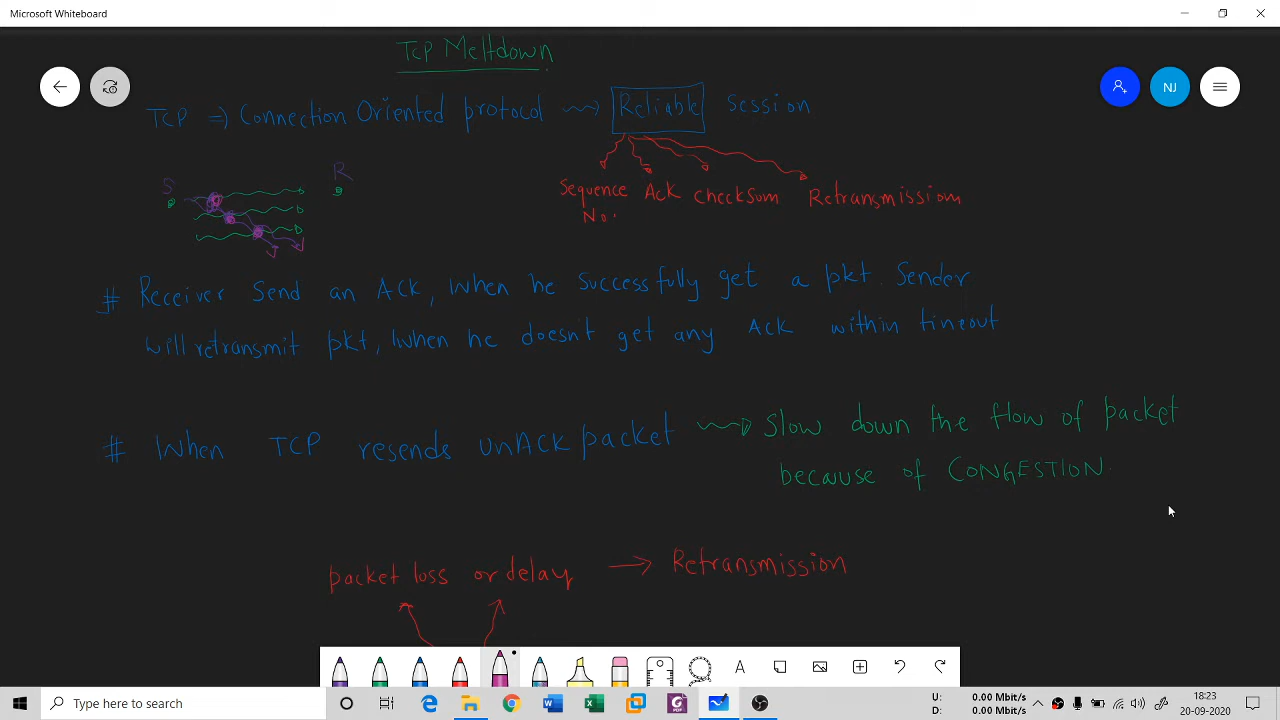 Microsoft Whiteboard
TCP Meltdown
NJ
TCP => Connection Oriented protocol Reliable Session
S R
Sequence No. Ack Checksum Retransmission
# Receiver Send an ACK, When he Successfully get a pkt. Sender
will retransmit pkt, When he doesn't get any ACK within timeout
# When TCP resends unACK packet Slow down the flow of packet
because of CONGESTION.
packet loss or delay → Retransmission
A
Type here to search
U: 0.00 Mbit/s
D: 0.00 Mbit/s
18:23
20-09-2020